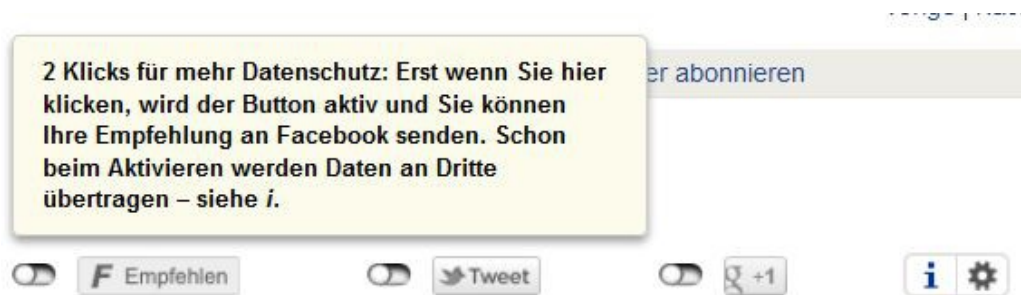 2 Klicks für mehr Datenschutz: Erst wenn Sie hier
klicken, wird der Button aktiv und Sie können
Ihre Empfehlung an Facebook senden. Schon
beim Aktivieren werden Daten an Dritte
übertragen – siehe i.
er abonnieren
F Empfehlen Tweet g +1 i